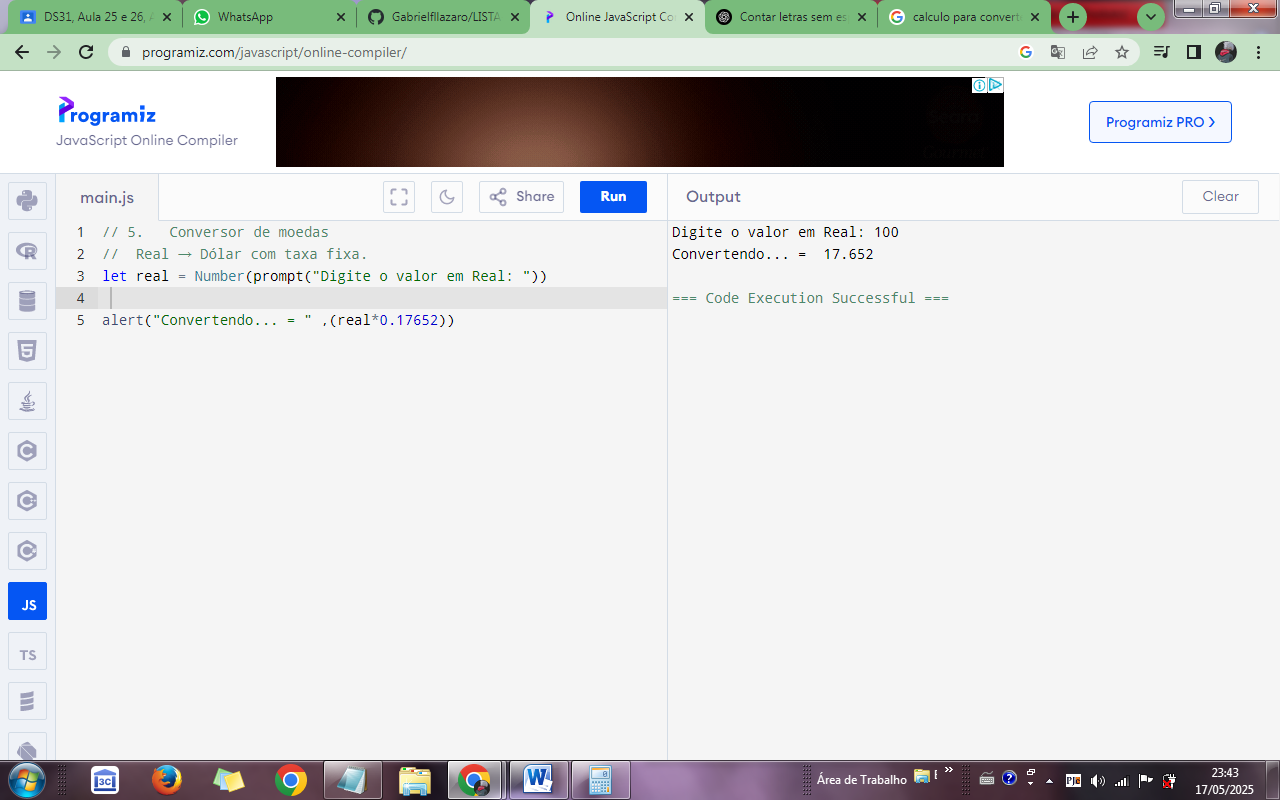 DS31, Aula 25 e 26, A
WhatsApp
Gabrielfllazaro/LISTA
Online JavaScript Co
Contar letras sem es
calculo para convert
programiz.com/javascript/online-compiler/
Programiz
JavaScript Online Compiler
Programiz PRO
main.js
Share
Run
Output
Clear
1 // 5.   Conversor de moedas
2 //  Real → Dólar com taxa fixa.
3 let real = Number(prompt("Digite o valor em Real: "))
4
5 alert("Convertendo... = " ,(real*0.17652))
Digite o valor em Real: 100
Convertendo... =  17.652
=== Code Execution Successful ===
JS
TS
3C
Área de Trabalho
23:43
17/05/2025